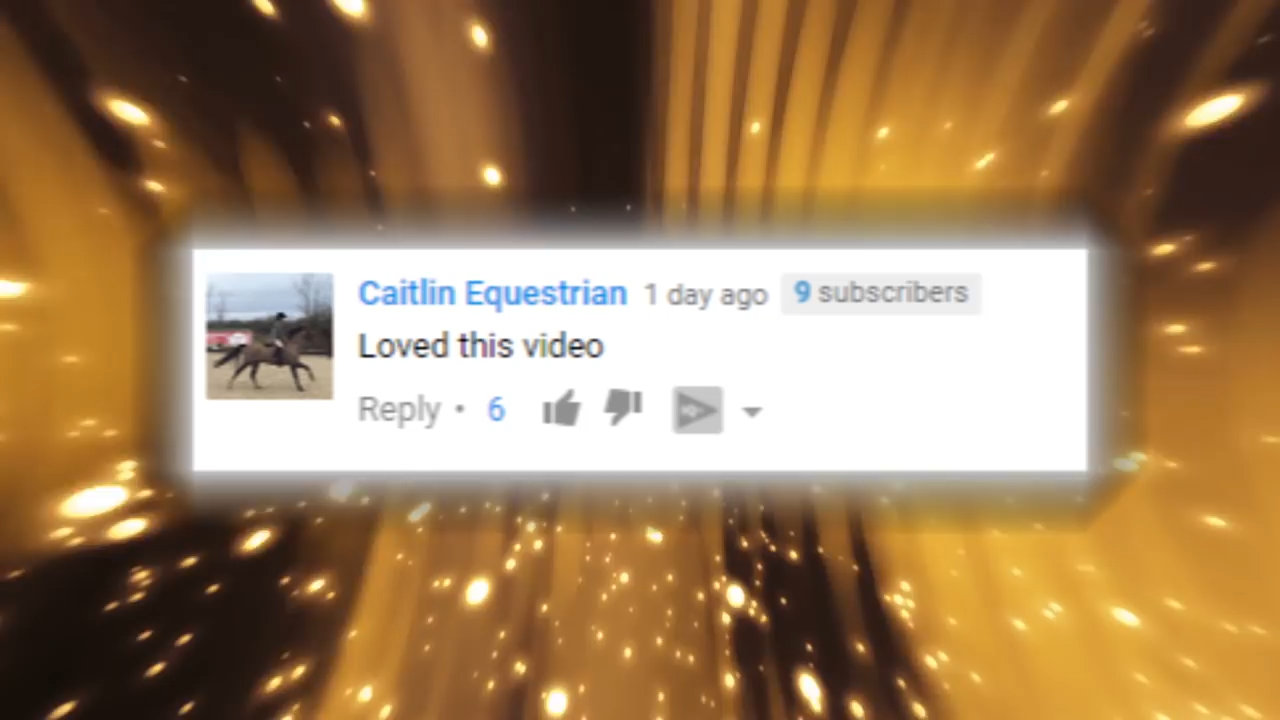 Caitlin Equestrian 1 day ago 9 subscribers
Loved this video
Reply • 6